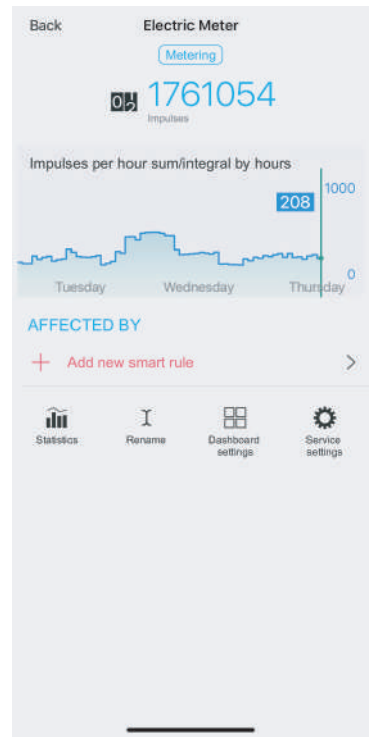 Back Electric Meter
Metering
1761054
Impulses
Impulses per hour sum/integral by hours
208
1000
0
Tuesday Wednesday Thursday
AFFECTED BY
+ Add new smart rule >
Statistics Rename Dashboard settings Service settings